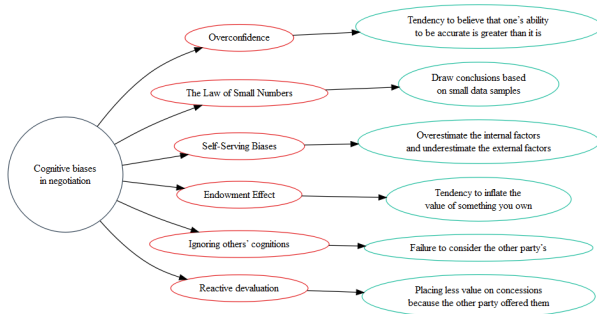 Cognitive biases
in negotiation
Overconfidence
Tendency to believe that one’s ability
to be accurate is greater than it is
The Law of Small Numbers
Draw conclusions based
on small data samples
Self-Serving Biases
Overestimate the internal factors
and underestimate the external factors
Endowment Effect
Tendency to inflate the
value of something you own
Ignoring others’ cognitions
Failure to consider the other party’s
Reactive devaluation
Placing less value on concessions
because the other party offered them